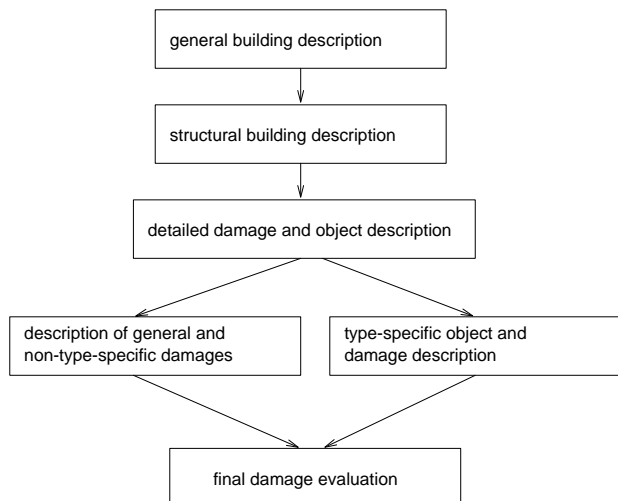 general building description
structural building description
detailed damage and object description
description of general and
non-type-specific damages
type-specific object and
damage description
final damage evaluation